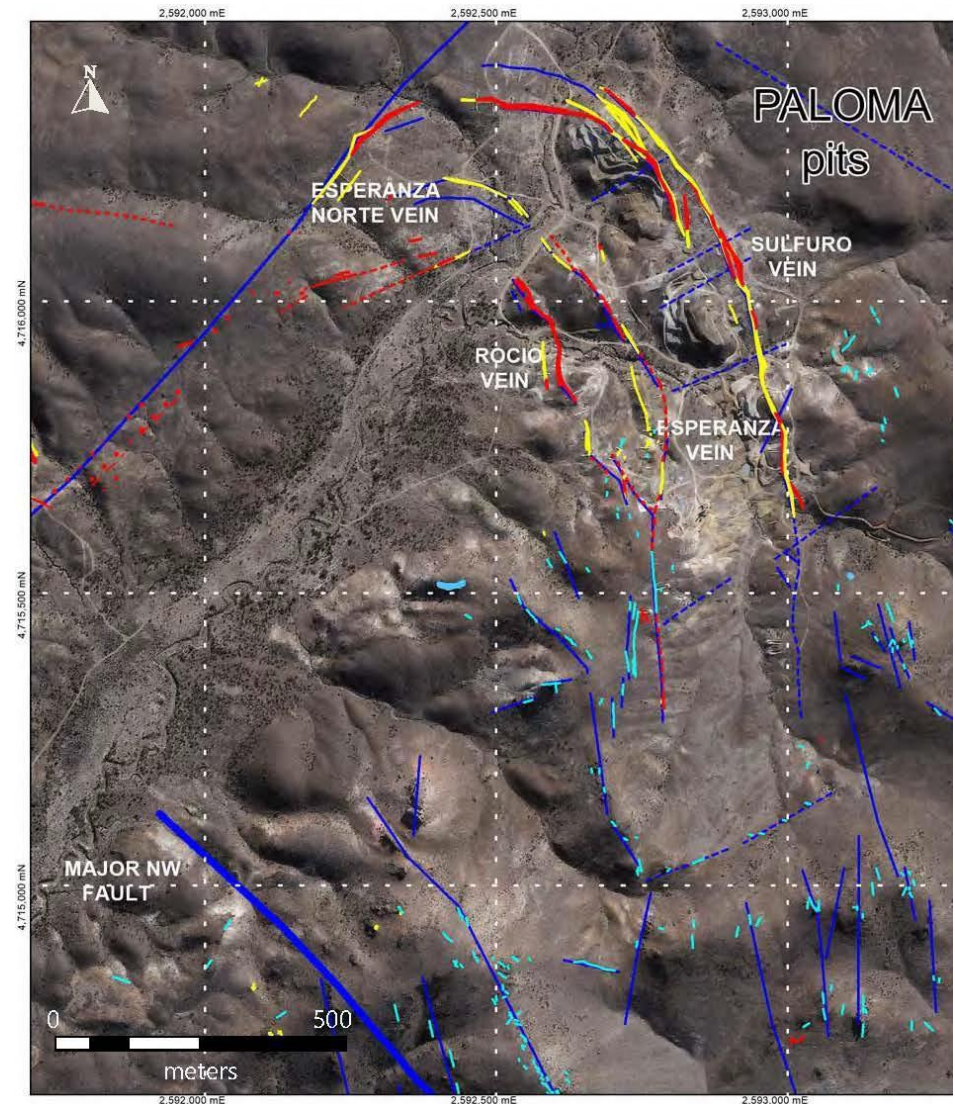 2.592.000 mE
2.592.500 mE
2.593.000 mE
N
PALOMA
pits
ESPERANZA
NORTE VEIN
SULFURO
VEIN
4.716.000 mN
ROCIO
VEIN
ESPERANZA
VEIN
4.715.500 mN
MAJOR NW
FAULT
4.715.000 mN
0
500
meters
2.592.000 mE
2.592.500 mE
2.593.000 mE